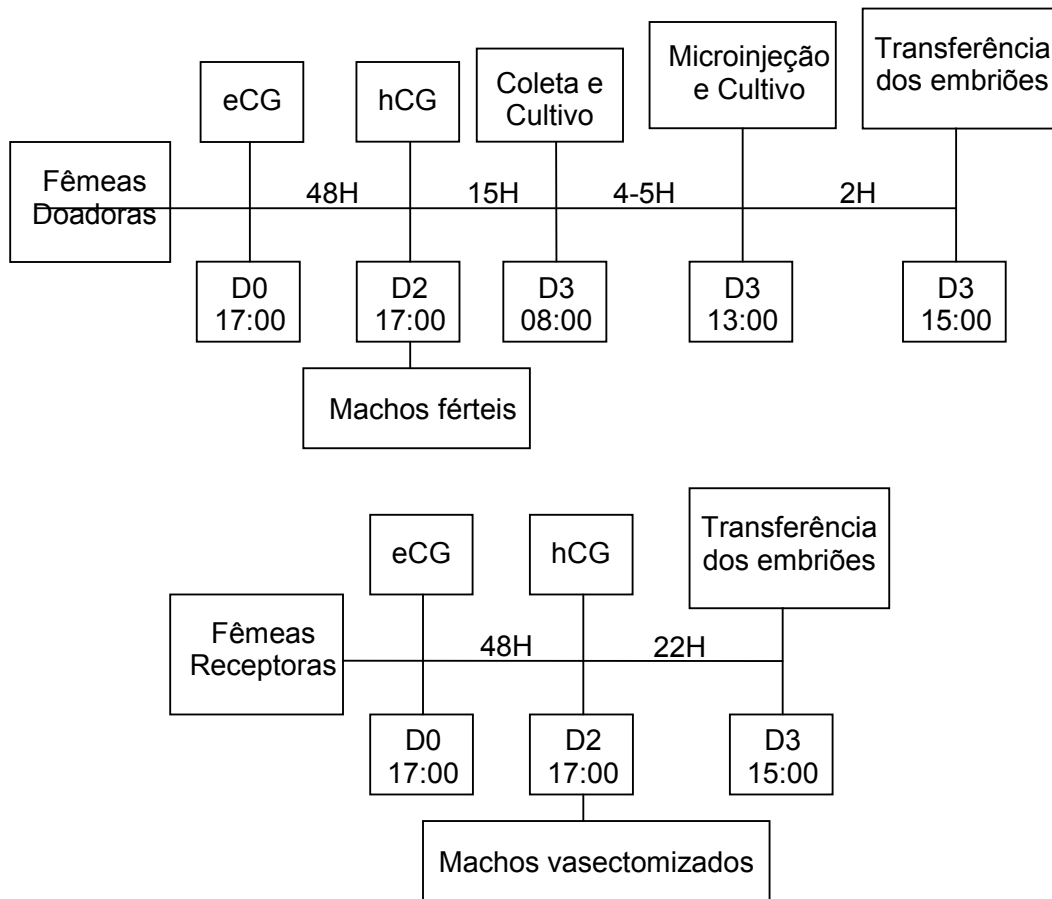 eCG
hCG
Coleta e
Cultivo
Microinjeção
e Cultivo
Transferência
dos embriões
Fêmeas
Doadoras
48H
15H
4-5H
2H
D0
17:00
D2
17:00
D3
08:00
D3
13:00
D3
15:00
Machos férteis
eCG
hCG
Transferência
dos embriões
Fêmeas
Receptoras
48H
22H
D0
17:00
D2
17:00
D3
15:00
Machos vasectomizados